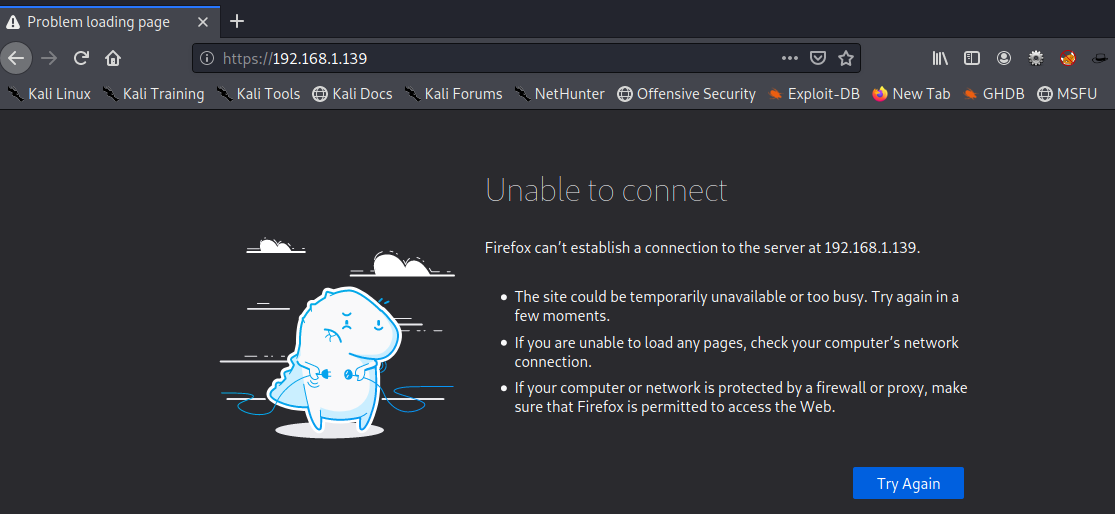 Problem loading page
https://192.168.1.139
Kali Linux Kali Training Kali Tools Kali Docs Kali Forums NetHunter Offensive Security Exploit-DB New Tab GHDB MSFU
Unable to connect
Firefox can’t establish a connection to the server at 192.168.1.139.
The site could be temporarily unavailable or too busy. Try again in a
few moments.
If you are unable to load any pages, check your computer’s network
connection.
If your computer or network is protected by a firewall or proxy, make
sure that Firefox is permitted to access the Web.
Try Again